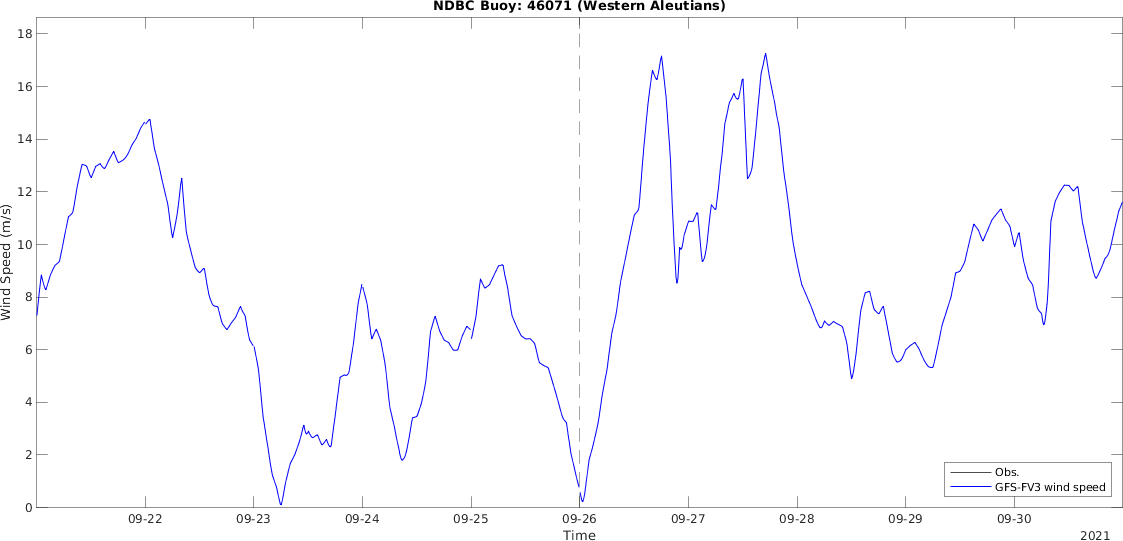 NDBC Buoy: 46071 (Western Aleutians)
18
16
14
12
10
8
6
4
2
0
Wind Speed (m/s)
09-22 09-23 09-24 09-25 09-26 09-27 09-28 09-29 09-30
Time
2021
Obs.
GFS-FV3 wind speed